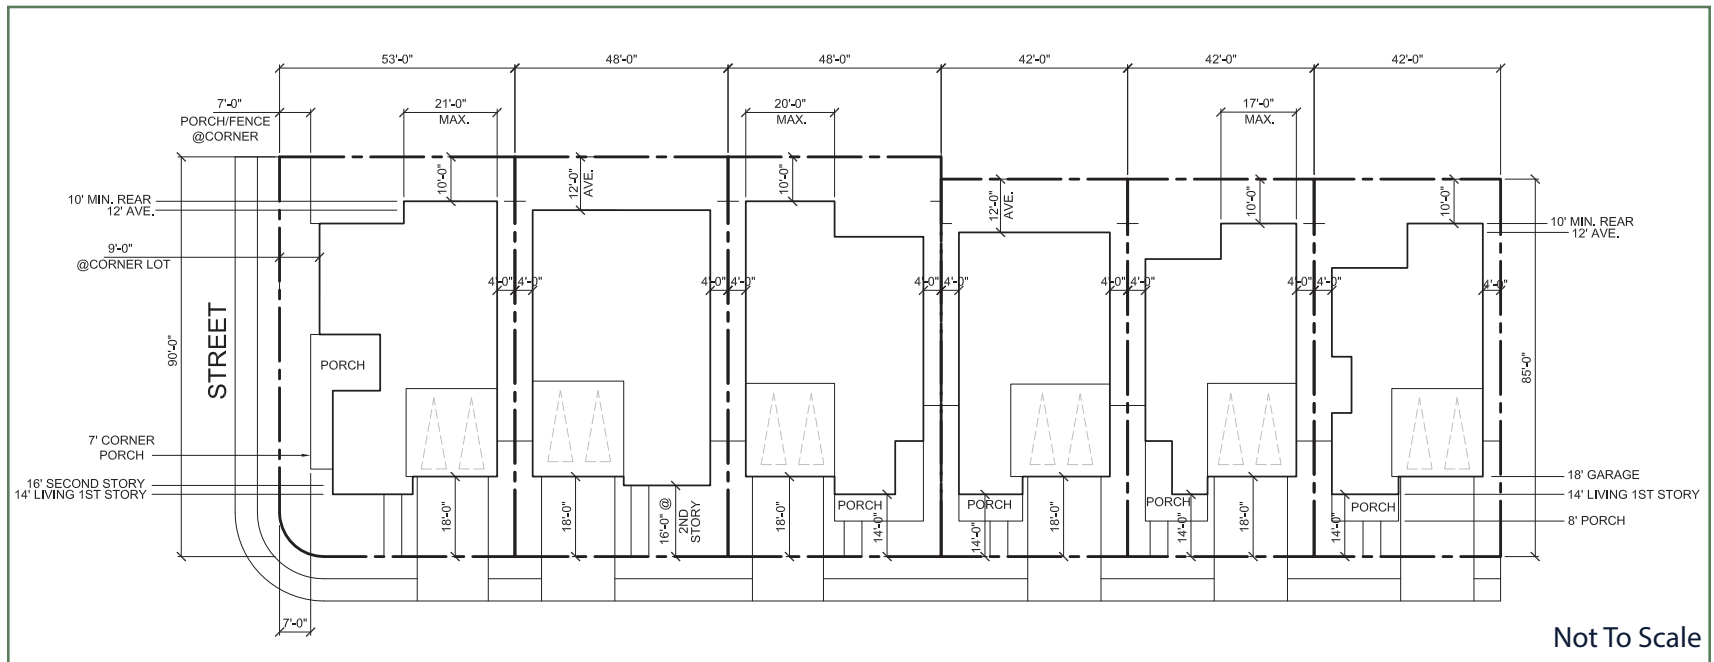 53'-0"
48'-0"
48'-0"
42'-0"
42'-0"
42'-0"
7'-0"
PORCH/FENCE
@CORNER
21'-0"
MAX.
20'-0"
MAX.
17'-0"
MAX.
10'-0"
12'-0"
AVE.
10'-0"
12'-0"
AVE.
10'-0"
10'-0"
10' MIN. REAR
12' AVE.
10' MIN. REAR
12' AVE.
9'-0"
@CORNER LOT
4'-0"
4'-0"
4'-0"
4'-0"
4'-0"
4'-0"
4'-0"
4'-0"
4'-0"
4'-0"
4'-0"
STREET
90'-0"
85'-0"
PORCH
7' CORNER
PORCH
16' SECOND STORY
14' LIVING 1ST STORY
18' GARAGE
14' LIVING 1ST STORY
8' PORCH
18'-0"
18'-0"
16'-0" @
2ND
STORY
18'-0"
PORCH
14'-0"
PORCH
14'-0"
18'-0"
PORCH
14'-0"
18'-0"
PORCH
14'-0"
7'-0"
Not To Scale